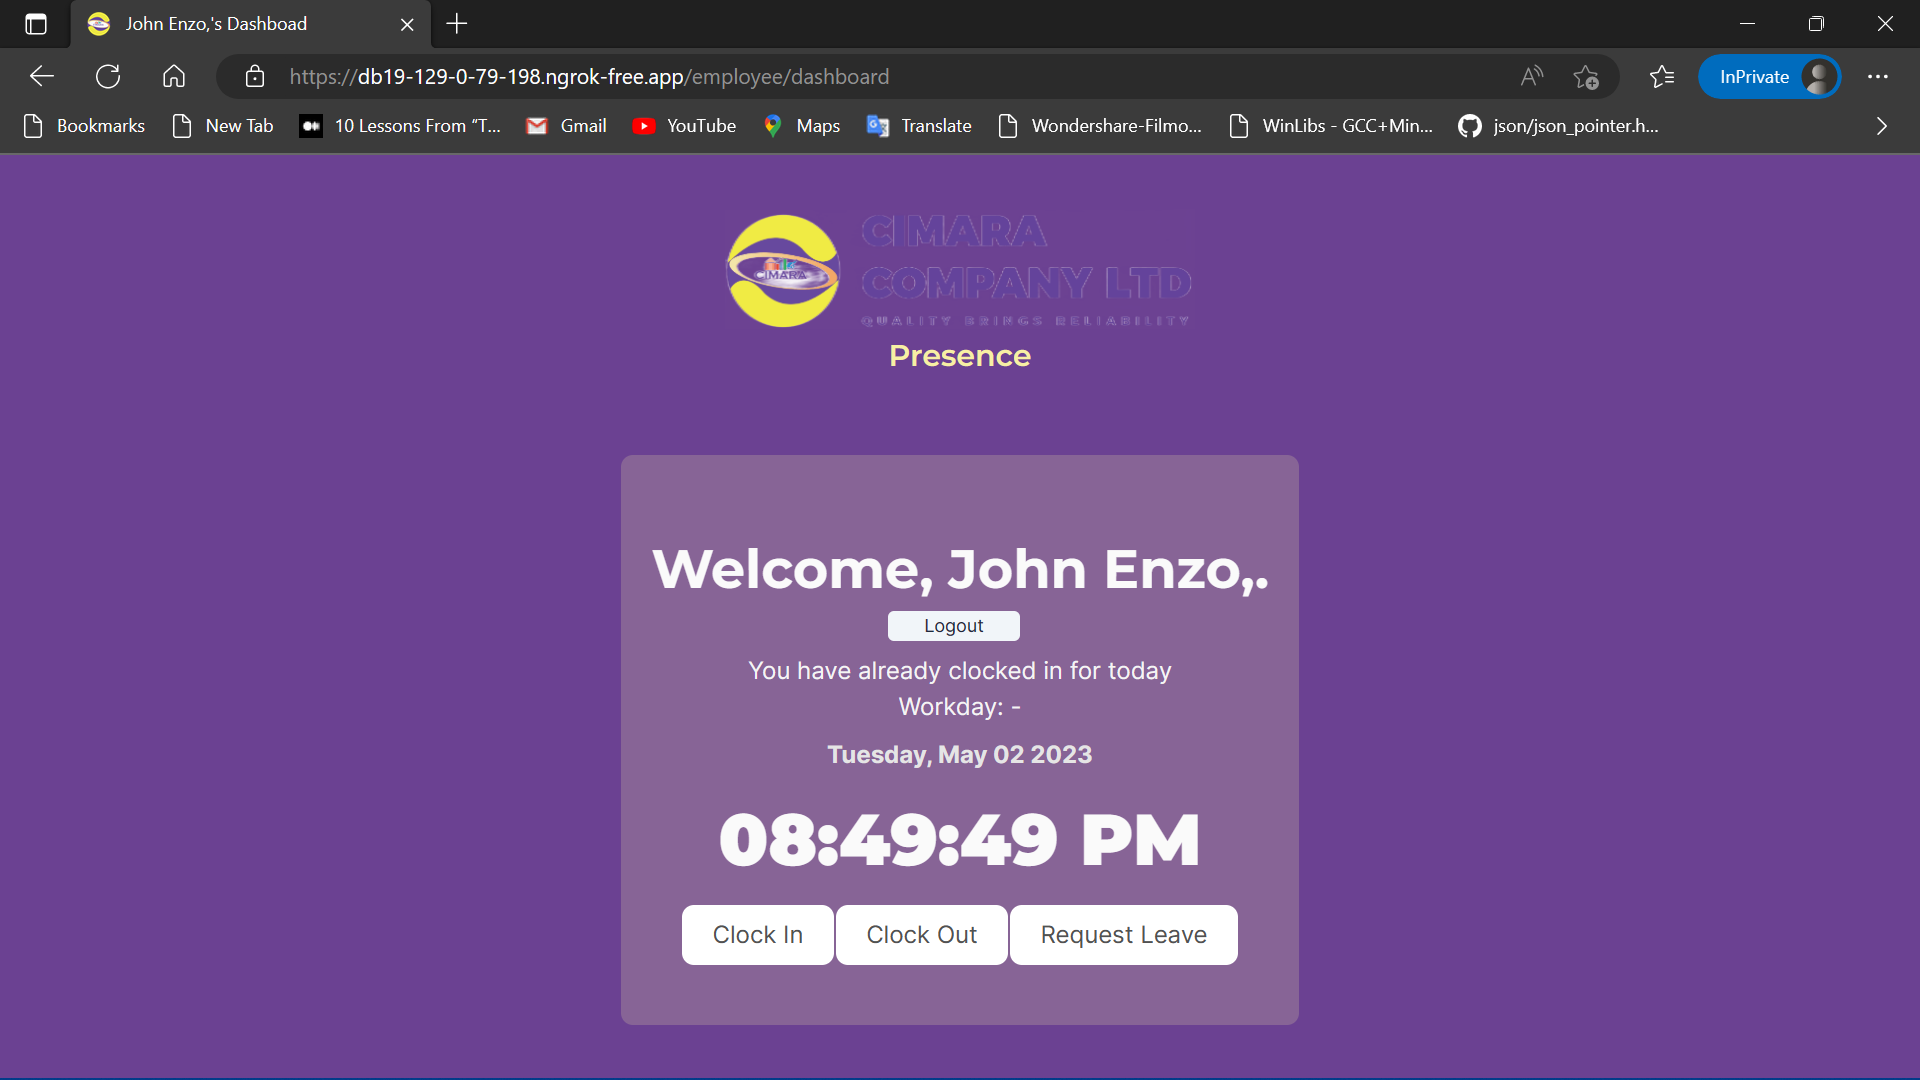 John Enzo,'s Dashboad
https://db19-129-0-79-198.ngrok-free.app/employee/dashboard
InPrivate
Bookmarks
New Tab
10 Lessons From “T...
Gmail
YouTube
Maps
Translate
Wondershare-Filmo...
WinLibs - GCC+Min...
json/json_pointer.h...
CIMARA
CIMARA
COMPANY LTD
QUALITY BRINGS RELIABILITY
Presence
Welcome, John Enzo,.
Logout
You have already clocked in for today
Workday: -
Tuesday, May 02 2023
08:49:49 PM
Clock In
Clock Out
Request Leave